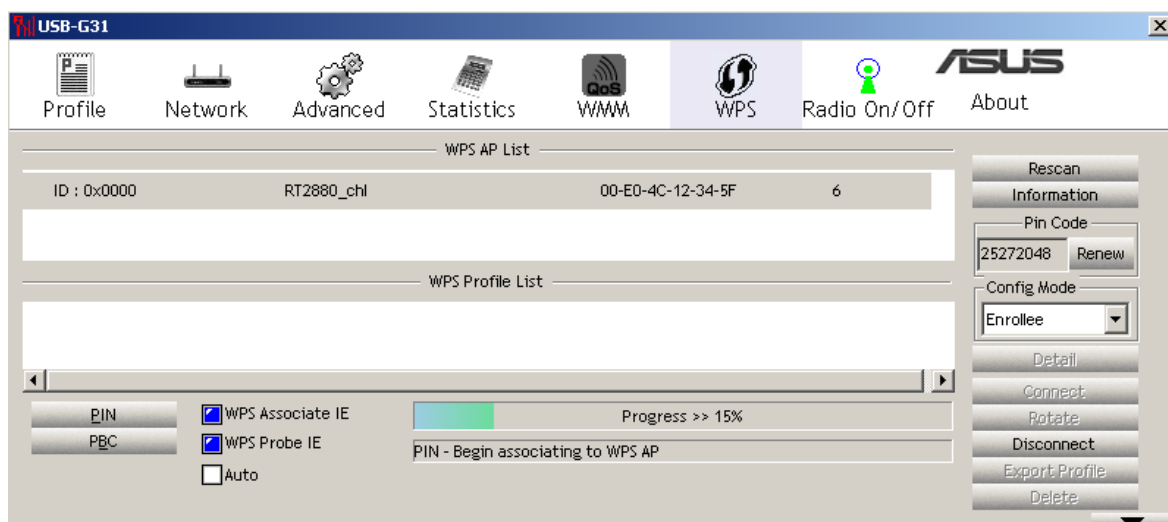 USB-G31
Profile Network Advanced Statistics WMM WPS Radio On/Off About
P
QoS
ASUS
WPS AP List
ID : 0x0000 RT2880_chl 00-E0-4C-12-34-5F 6
Rescan
Information
Pin Code
25272048 Renew
WPS Profile List
Config Mode
Enrollee
Detail
Connect
Rotate
Disconnect
Export Profile
Delete
PIN
PBC
WPS Associate IE
WPS Probe IE
Auto
Progress >> 15%
PIN - Begin associating to WPS AP